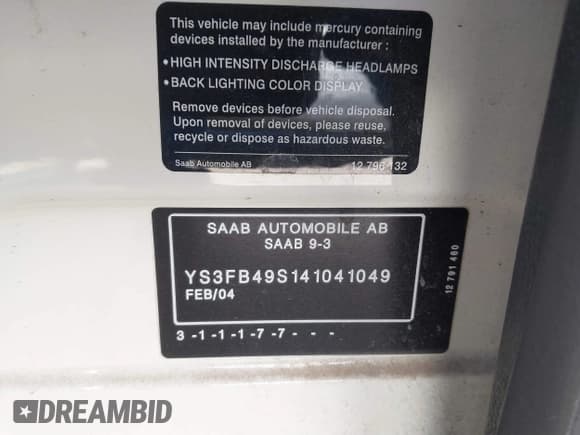 This vehicle may include mercury containing
devices installed by the manufacturer :
•HIGH INTENSITY DISCHARGE HEADLAMPS
•BACK LIGHTING COLOR DISPLAY
Remove devices before vehicle disposal.
Upon removal of devices, please reuse,
recycle or dispose as hazardous waste.
Saab Automobile AB 12 796 132
SAAB AUTOMOBILE AB
SAAB 9-3
YS3FB49S141041049
FEB/04
3 -1 -1 -1 -7 -7 - - -
12 791 460
DREAMBID